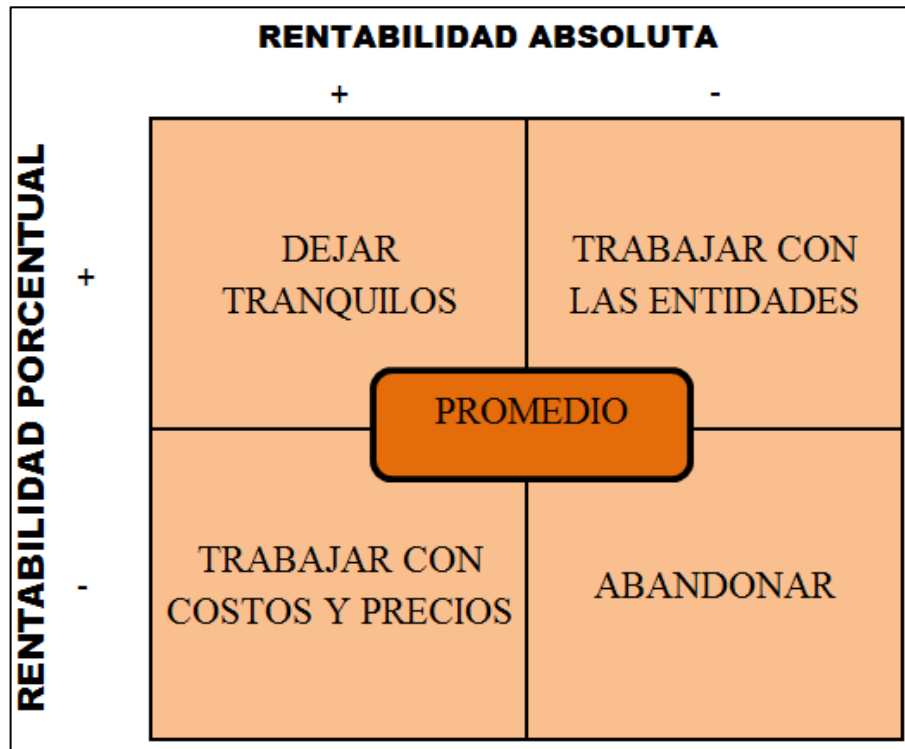 RENTABILIDAD ABSOLUTA
+ -
RENTABILIDAD PORCENTUAL
+
DEJAR
TRANQUILOS
TRABAJAR CON
LAS ENTIDADES
PROMEDIO
-
TRABAJAR CON
COSTOS Y PRECIOS
ABANDONAR